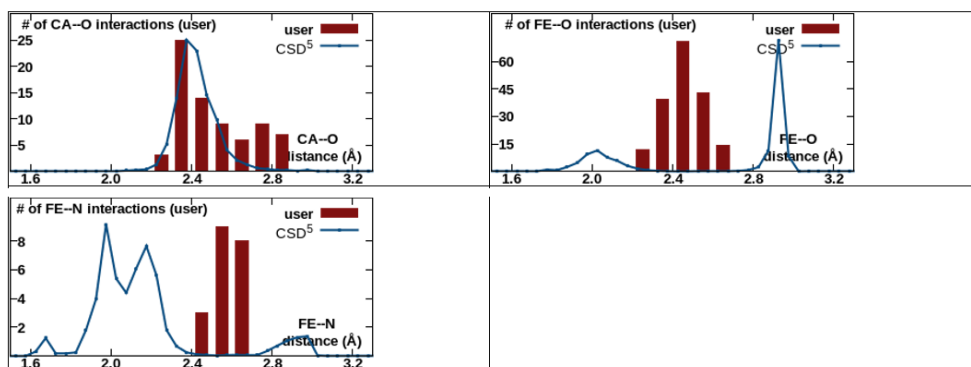 # of CA--O interactions (user)
user
CSD5
25
20
15
10
5
CA--O
distance (Å)
1.6 2.0 2.4 2.8 3.2
# of FE--O interactions (user)
user
CSD5
60
45
30
15
FE--O
distance (Å)
1.6 2.0 2.4 2.8 3.2
# of FE--N interactions (user)
user
CSD5
8
6
4
2
FE--N
distance (Å)
1.6 2.0 2.4 2.8 3.2